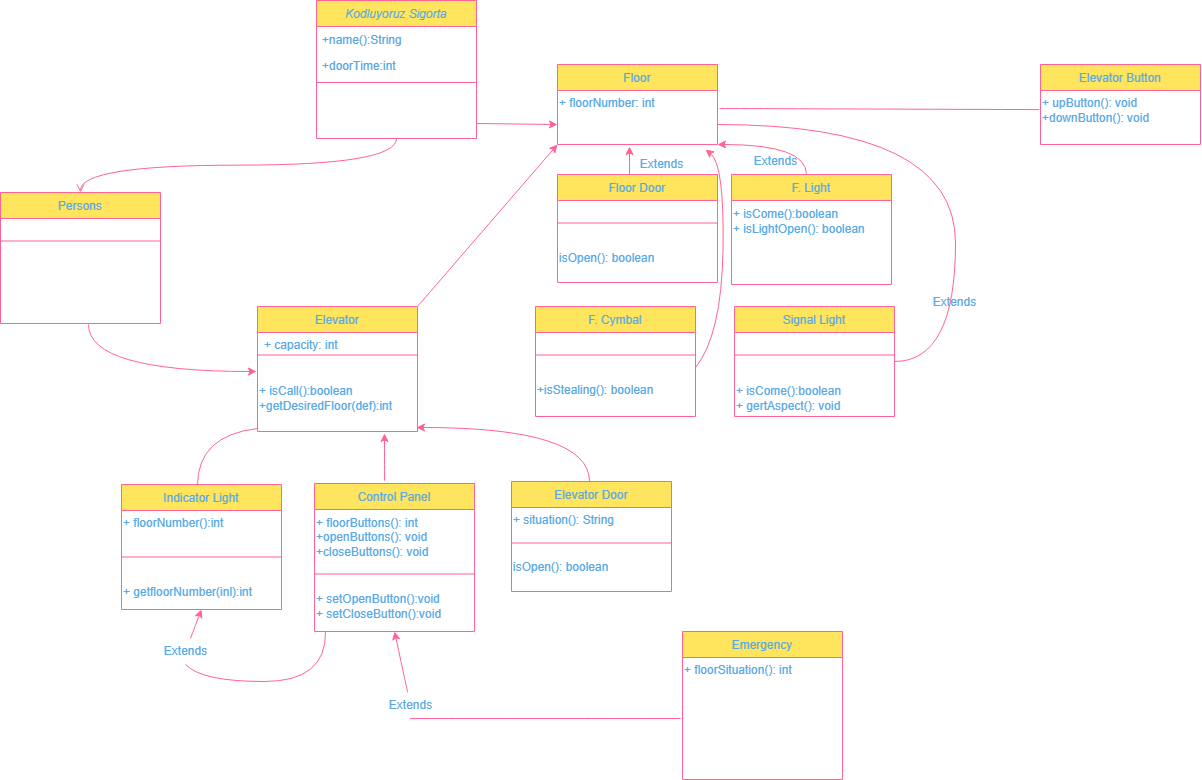 Kodluyoruz Sigorta
+name():String
+doorTime:int
Floor
+ floorNumber: int
Elevator Button
+ upButton(): void
+downButton(): void
Extends
Extends
Floor Door
isOpen(): boolean
F. Light
+ isCome():boolean
+ isLightOpen(): boolean
Persons
Extends
Elevator
+ capacity: int
+ isCall():boolean
+getDesiredFloor(def):int
F. Cymbal
+isStealing(): boolean
Signal Light
+ isCome():boolean
+ gertAspect(): void
Indicator Light
+ floorNumber():int
+ getfloorNumber(inl):int
Control Panel
+ floorButtons(): int
+openButtons(): void
+closeButtons(): void
+ setOpenButton():void
+ setCloseButton():void
Elevator Door
+ situation(): String
isOpen(): boolean
Extends
Extends
Emergency
+ floorSituation(): int